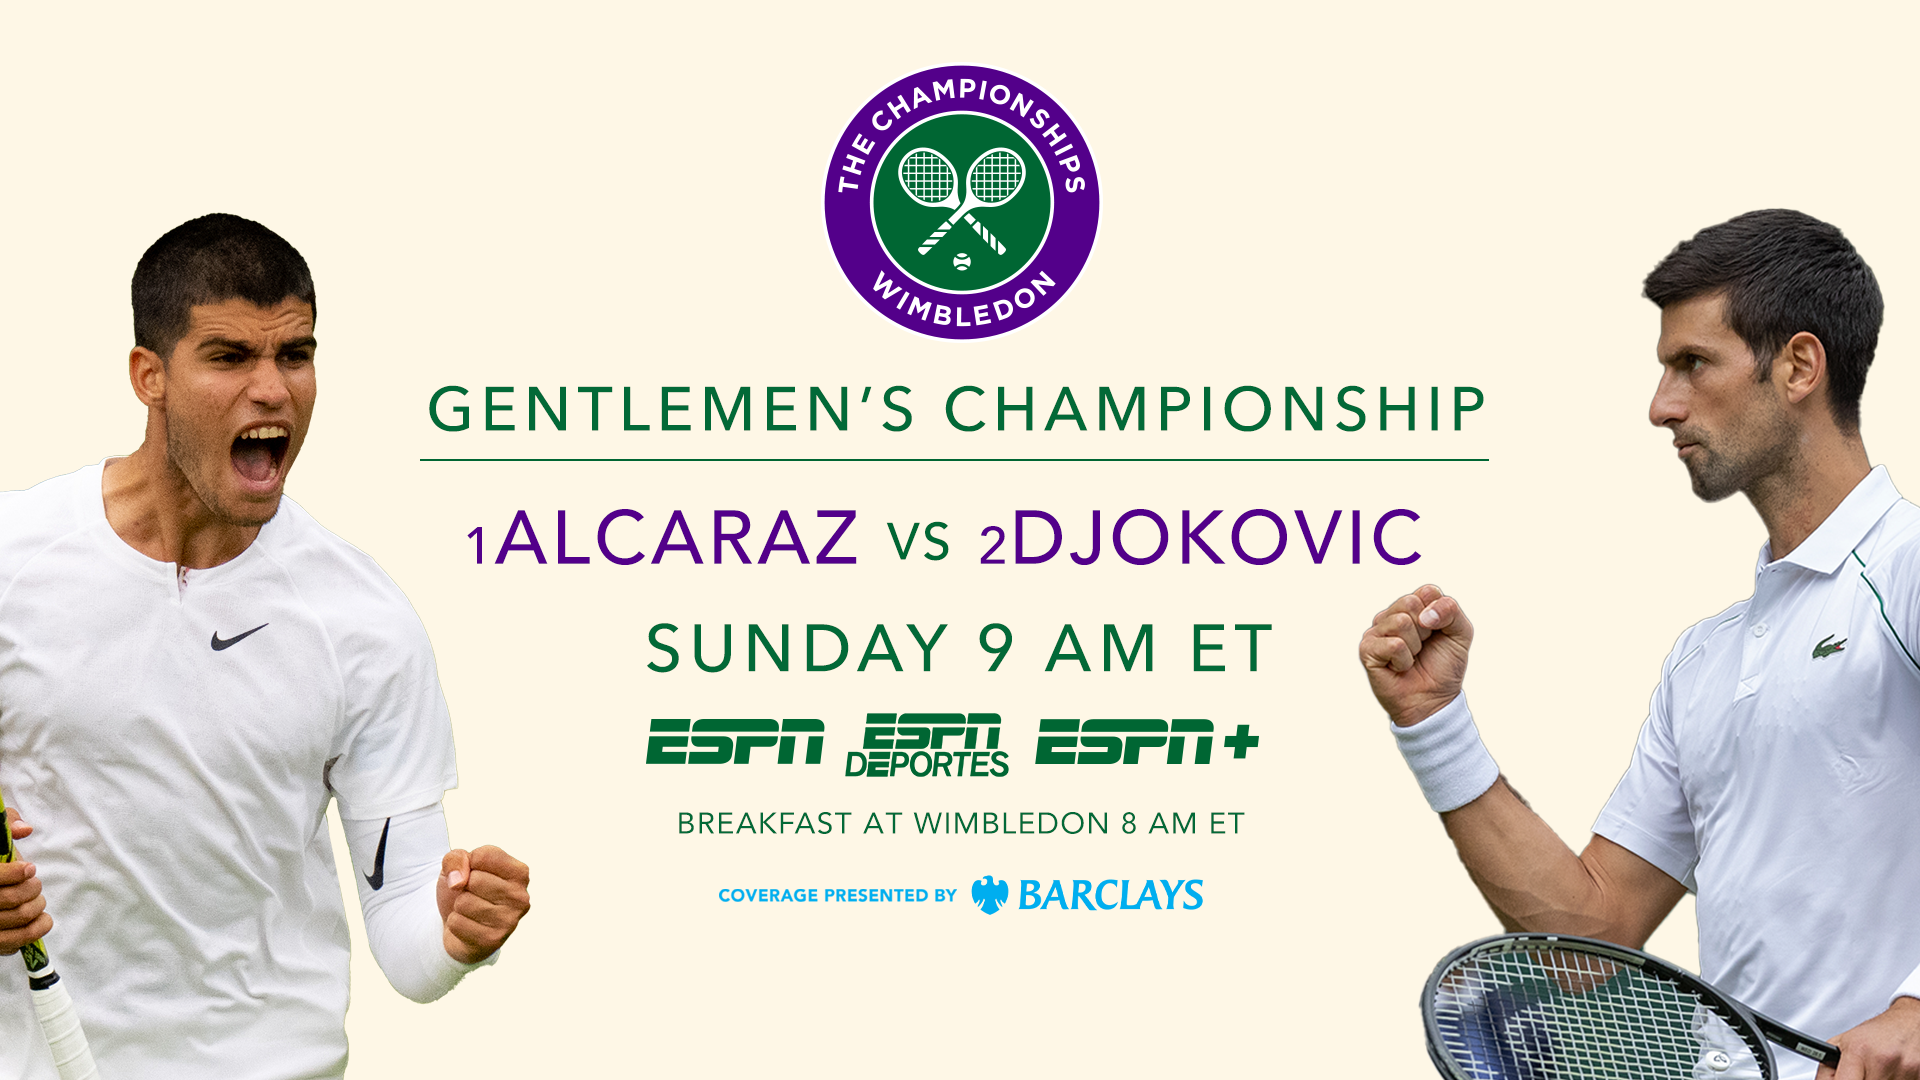 THE CHAMPIONSHIPS
WIMBLEDON
GENTLEMEN’S CHAMPIONSHIP
1ALCARAZ VS 2DJOKOVIC
SUNDAY 9 AM ET
ESPN ESPN DEPORTES ESPN+
BREAKFAST AT WIMBLEDON 8 AM ET
COVERAGE PRESENTED BY BARCLAYS